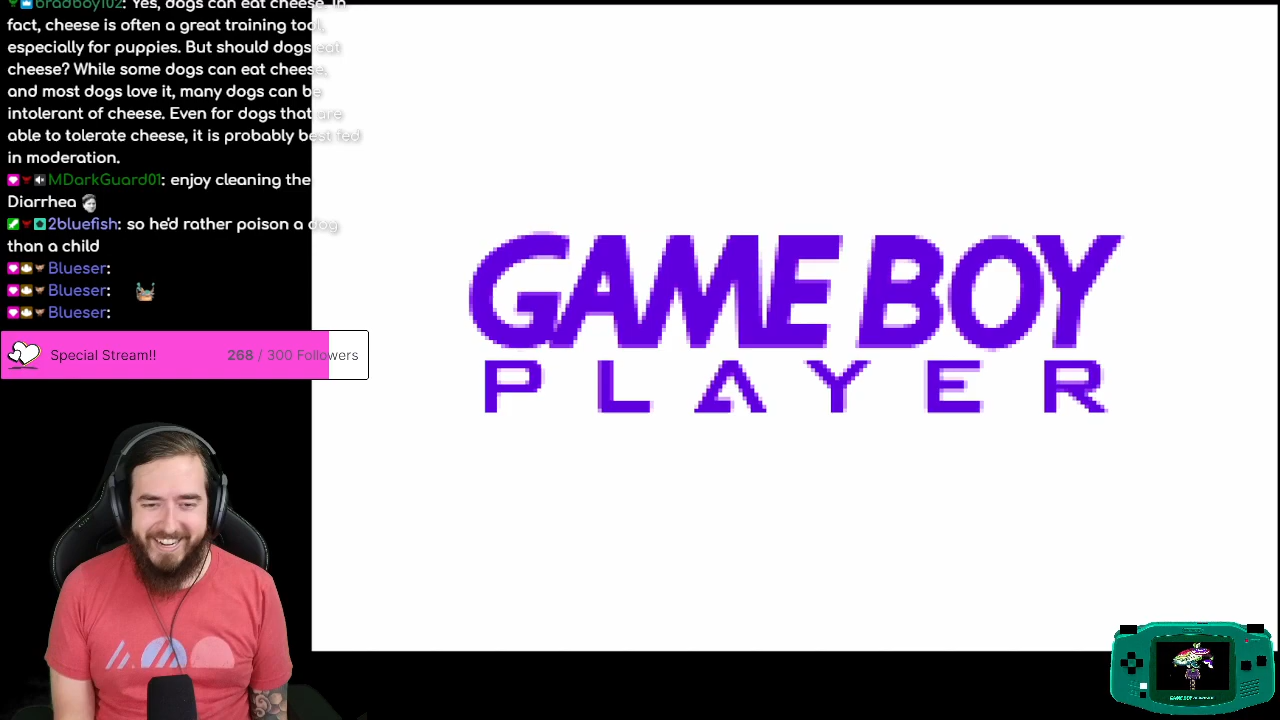 bradboy102: Yes, dogs can eat cheese. In
fact, cheese is often a great training tool,
especially for puppies. But should dogs eat
cheese? While some dogs can eat cheese,
and most dogs love it, many dogs can be
intolerant of cheese. Even for dogs that are
able to tolerate cheese, it is probably best fed
in moderation.
MDarkGuard01: enjoy cleaning the
Diarrhea
2bluefish: so he'd rather poison a dog
than a child
Blueser:
Blueser:
Blueser:
Special Stream!! 268 / 300 Followers
GAME BOY
PLAYER
GAME BOY